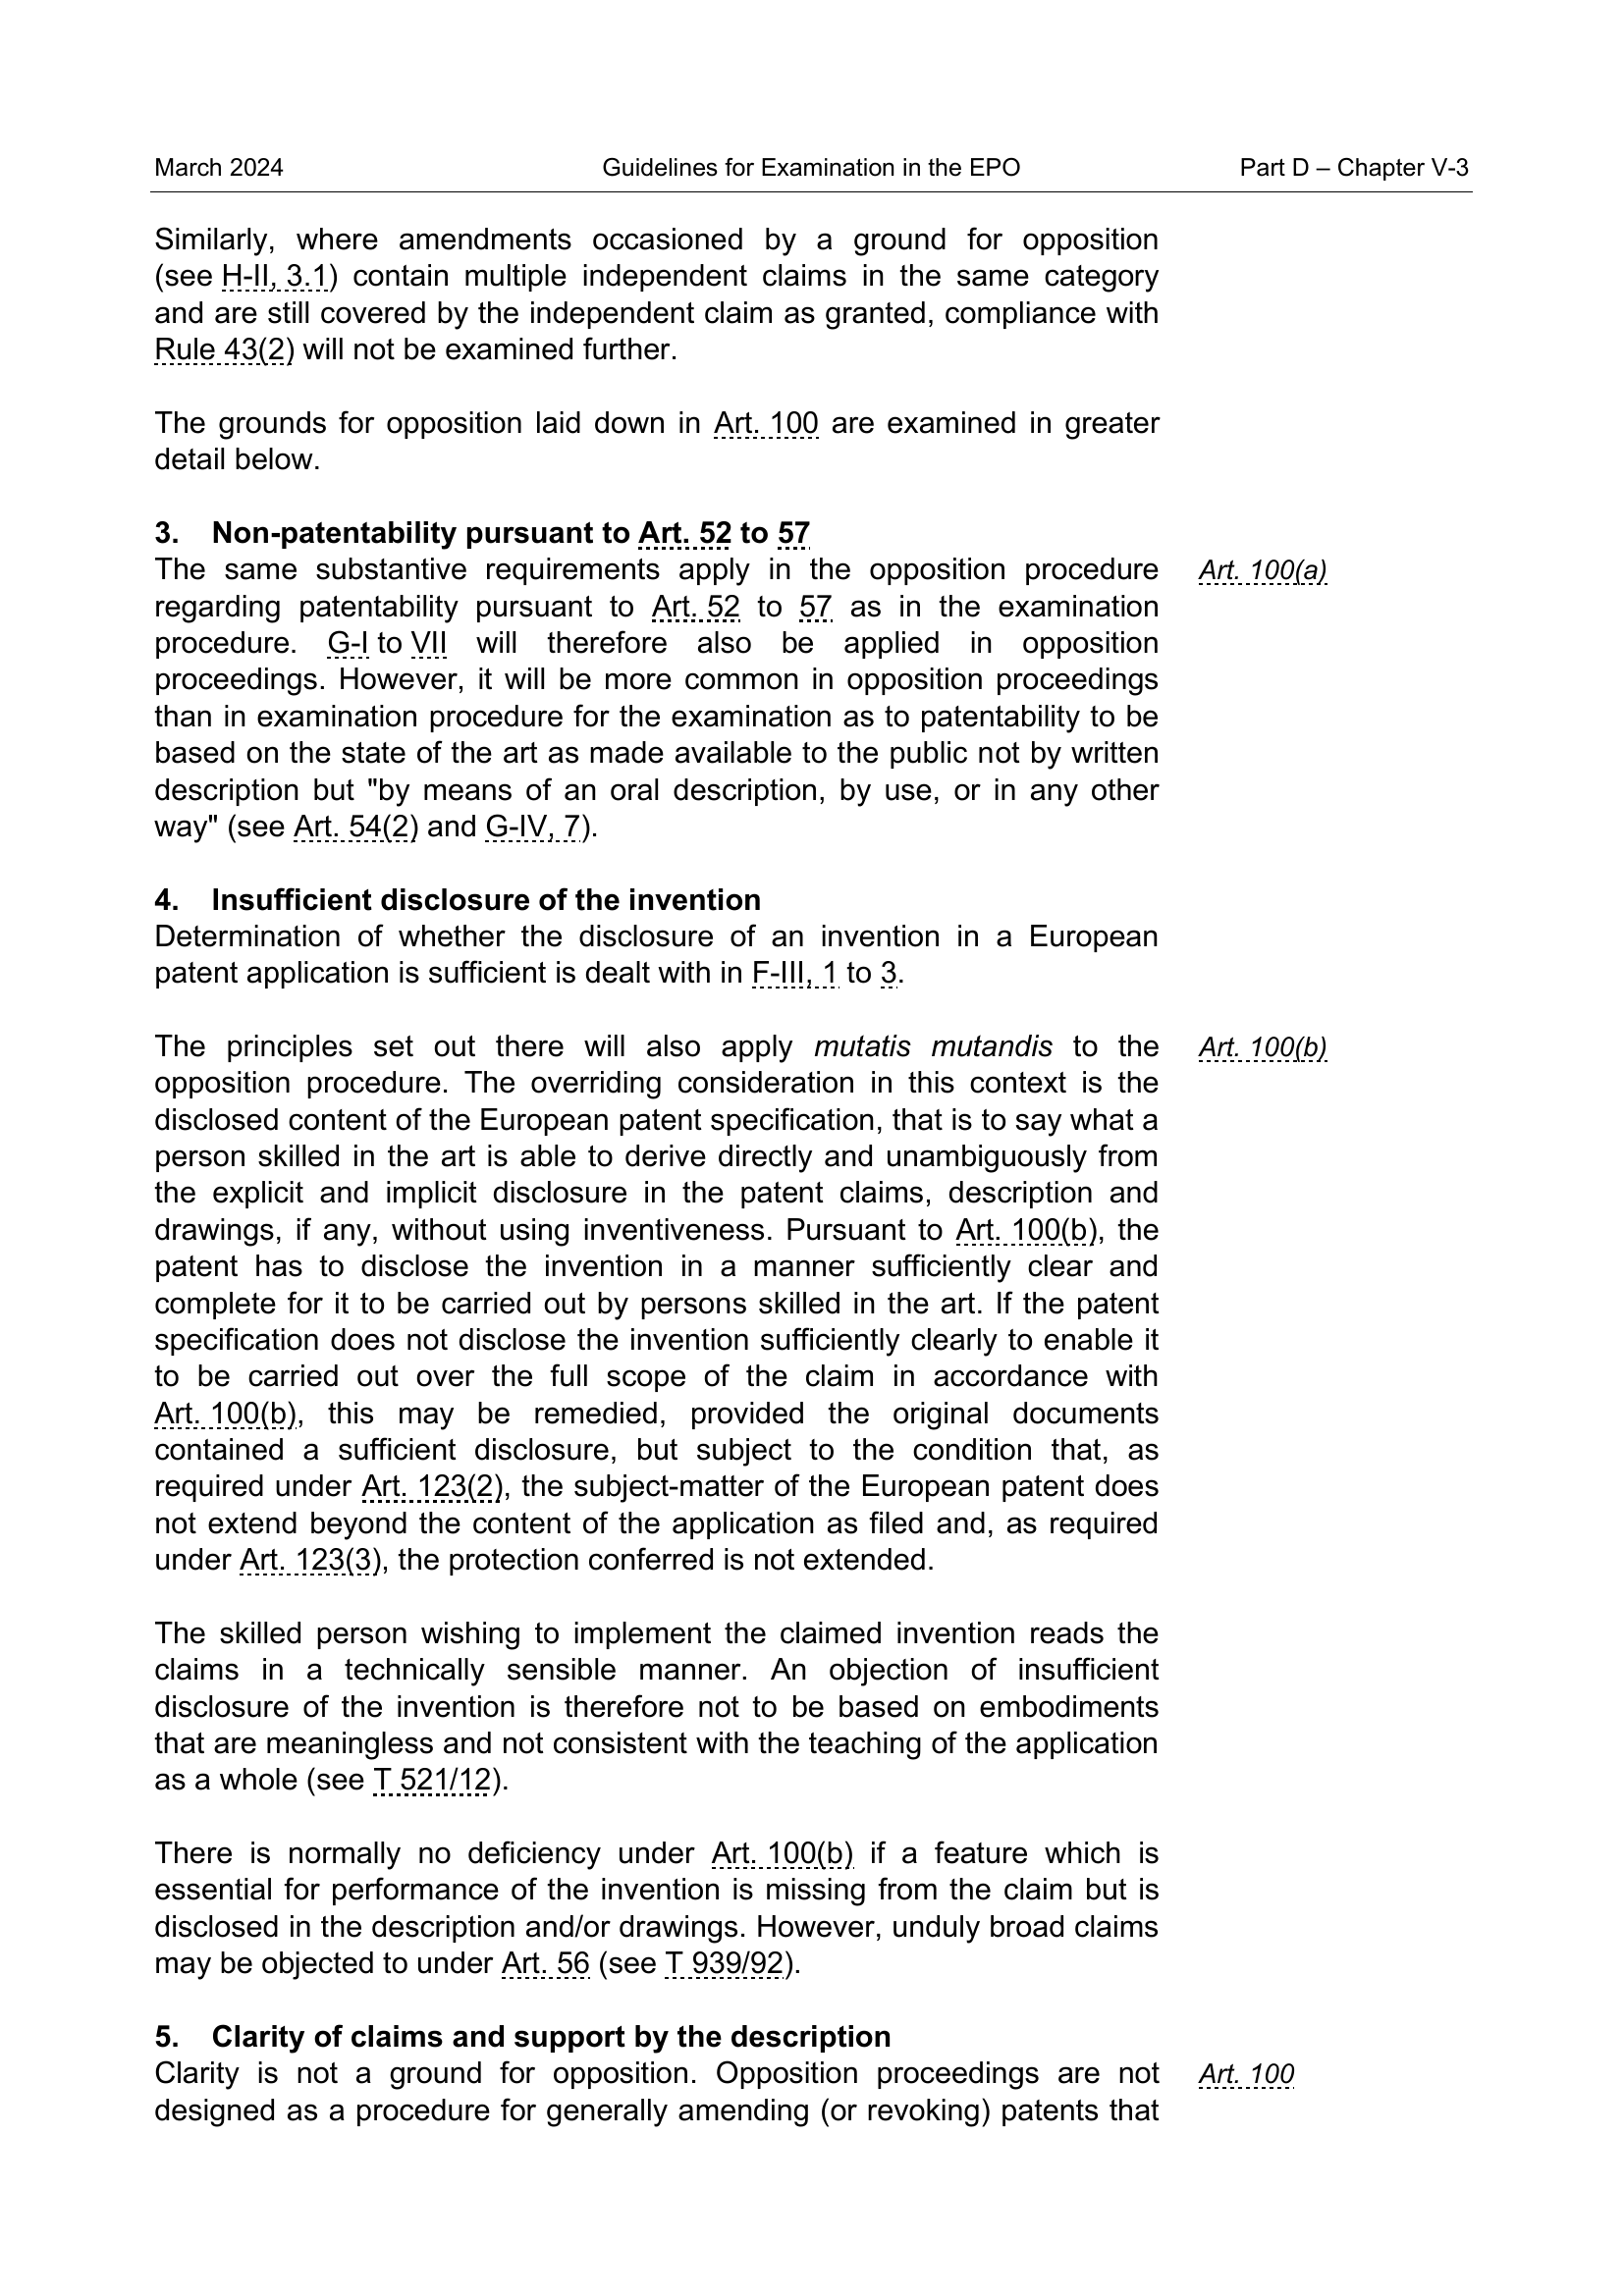 March 2024 Guidelines for Examination in the EPO Part D – Chapter V-3
Similarly, where amendments occasioned by a ground for opposition
(see H-II, 3.1) contain multiple independent claims in the same category
and are still covered by the independent claim as granted, compliance with
Rule 43(2) will not be examined further.
The grounds for opposition laid down in Art. 100 are examined in greater
detail below.
3. Non-patentability pursuant to Art. 52 to 57
The same substantive requirements apply in the opposition procedure Art. 100(a)
regarding patentability pursuant to Art. 52 to 57 as in the examination
procedure. G-I to VII will therefore also be applied in opposition
proceedings. However, it will be more common in opposition proceedings
than in examination procedure for the examination as to patentability to be
based on the state of the art as made available to the public not by written
description but "by means of an oral description, by use, or in any other
way" (see Art. 54(2) and G-IV, 7).
4. Insufficient disclosure of the invention
Determination of whether the disclosure of an invention in a European
patent application is sufficient is dealt with in F-III, 1 to 3.
The principles set out there will also apply mutatis mutandis to the Art. 100(b)
opposition procedure. The overriding consideration in this context is the
disclosed content of the European patent specification, that is to say what a
person skilled in the art is able to derive directly and unambiguously from
the explicit and implicit disclosure in the patent claims, description and
drawings, if any, without using inventiveness. Pursuant to Art. 100(b), the
patent has to disclose the invention in a manner sufficiently clear and
complete for it to be carried out by persons skilled in the art. If the patent
specification does not disclose the invention sufficiently clearly to enable it
to be carried out over the full scope of the claim in accordance with
Art. 100(b), this may be remedied, provided the original documents
contained a sufficient disclosure, but subject to the condition that, as
required under Art. 123(2), the subject-matter of the European patent does
not extend beyond the content of the application as filed and, as required
under Art. 123(3), the protection conferred is not extended.
The skilled person wishing to implement the claimed invention reads the
claims in a technically sensible manner. An objection of insufficient
disclosure of the invention is therefore not to be based on embodiments
that are meaningless and not consistent with the teaching of the application
as a whole (see T 521/12).
There is normally no deficiency under Art. 100(b) if a feature which is
essential for performance of the invention is missing from the claim but is
disclosed in the description and/or drawings. However, unduly broad claims
may be objected to under Art. 56 (see T 939/92).
5. Clarity of claims and support by the description
Clarity is not a ground for opposition. Opposition proceedings are not Art. 100
designed as a procedure for generally amending (or revoking) patents that